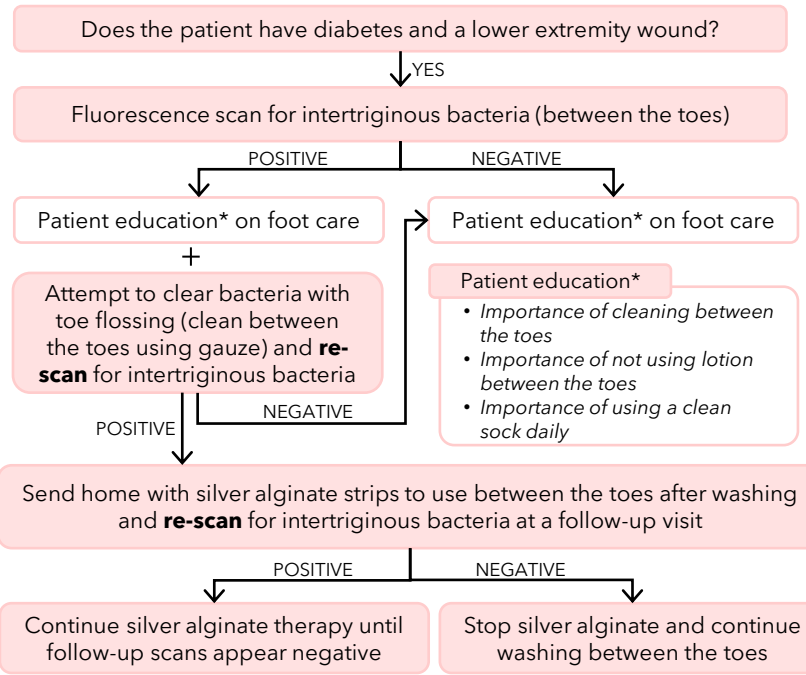 Does the patient have diabetes and a lower extremity wound?
YES
Fluorescence scan for intertriginous bacteria (between the toes)
POSITIVE
NEGATIVE
Patient education* on foot care
+
Attempt to clear bacteria with
toe flossing (clean between
the toes using gauze) and re-
scan for intertriginous bacteria
Patient education* on foot care
Patient education*
• Importance of cleaning between
the toes
• Importance of not using lotion
between the toes
• Importance of using a clean
sock daily
NEGATIVE
POSITIVE
Send home with silver alginate strips to use between the toes after washing
and re-scan for intertriginous bacteria at a follow-up visit
POSITIVE
NEGATIVE
Continue silver alginate therapy until
follow-up scans appear negative
Stop silver alginate and continue
washing between the toes